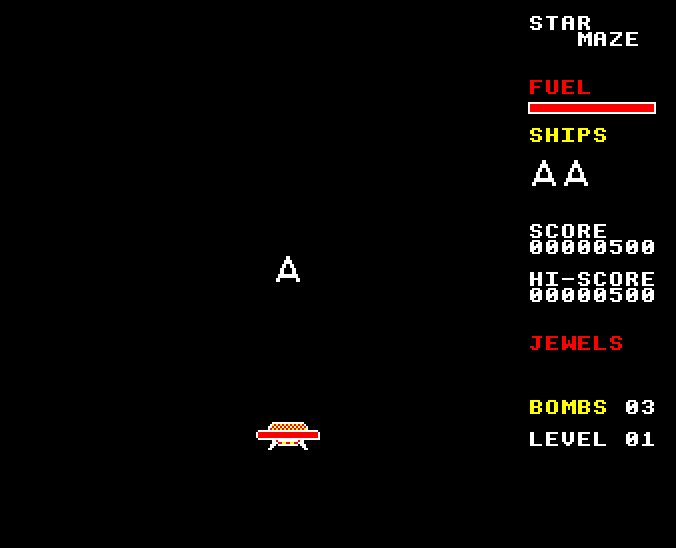 STAR
MAZE
FUEL
SHIPS
SCORE
00000500
HI-SCORE
00000500
JEWELS
BOMBS 03
LEVEL 01